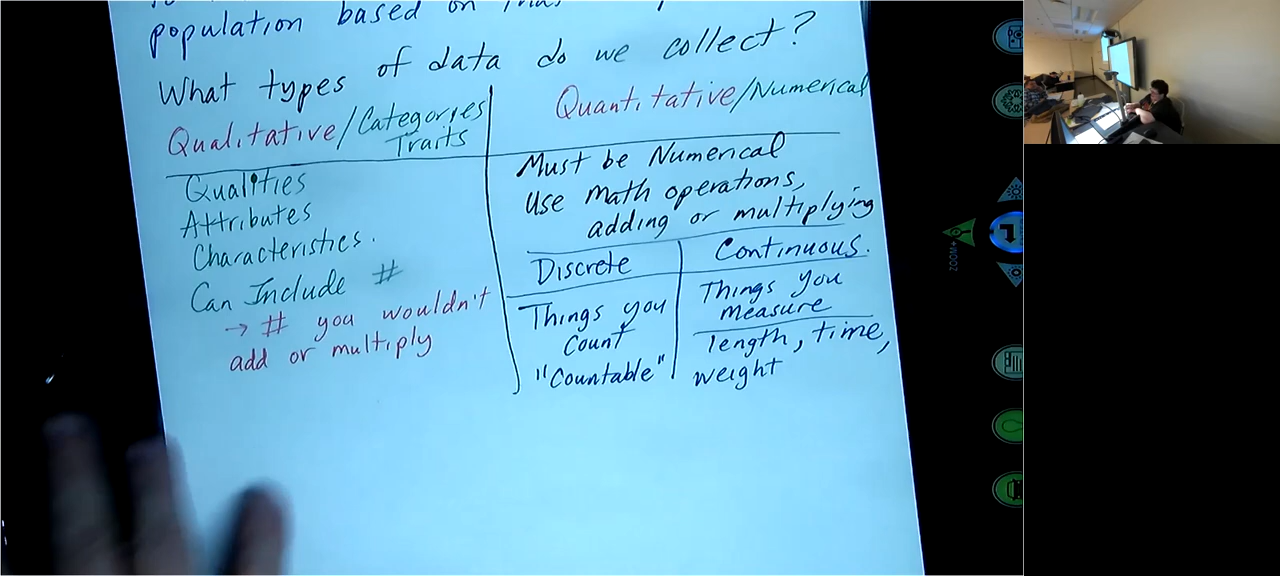 population based on
What types of data do we collect?
Qualitative/Categories
Traits
Qualities
Attributes
Characteristics.
Can Include #
→ # you wouldn't
add or multiply
Quantitative/Numerical
Must be Numerical
Use math operations,
adding or multiplying
Discrete
Things you
count
"Countable"
Continuous.
Things you
measure
length, time,
weight
ZOOM+